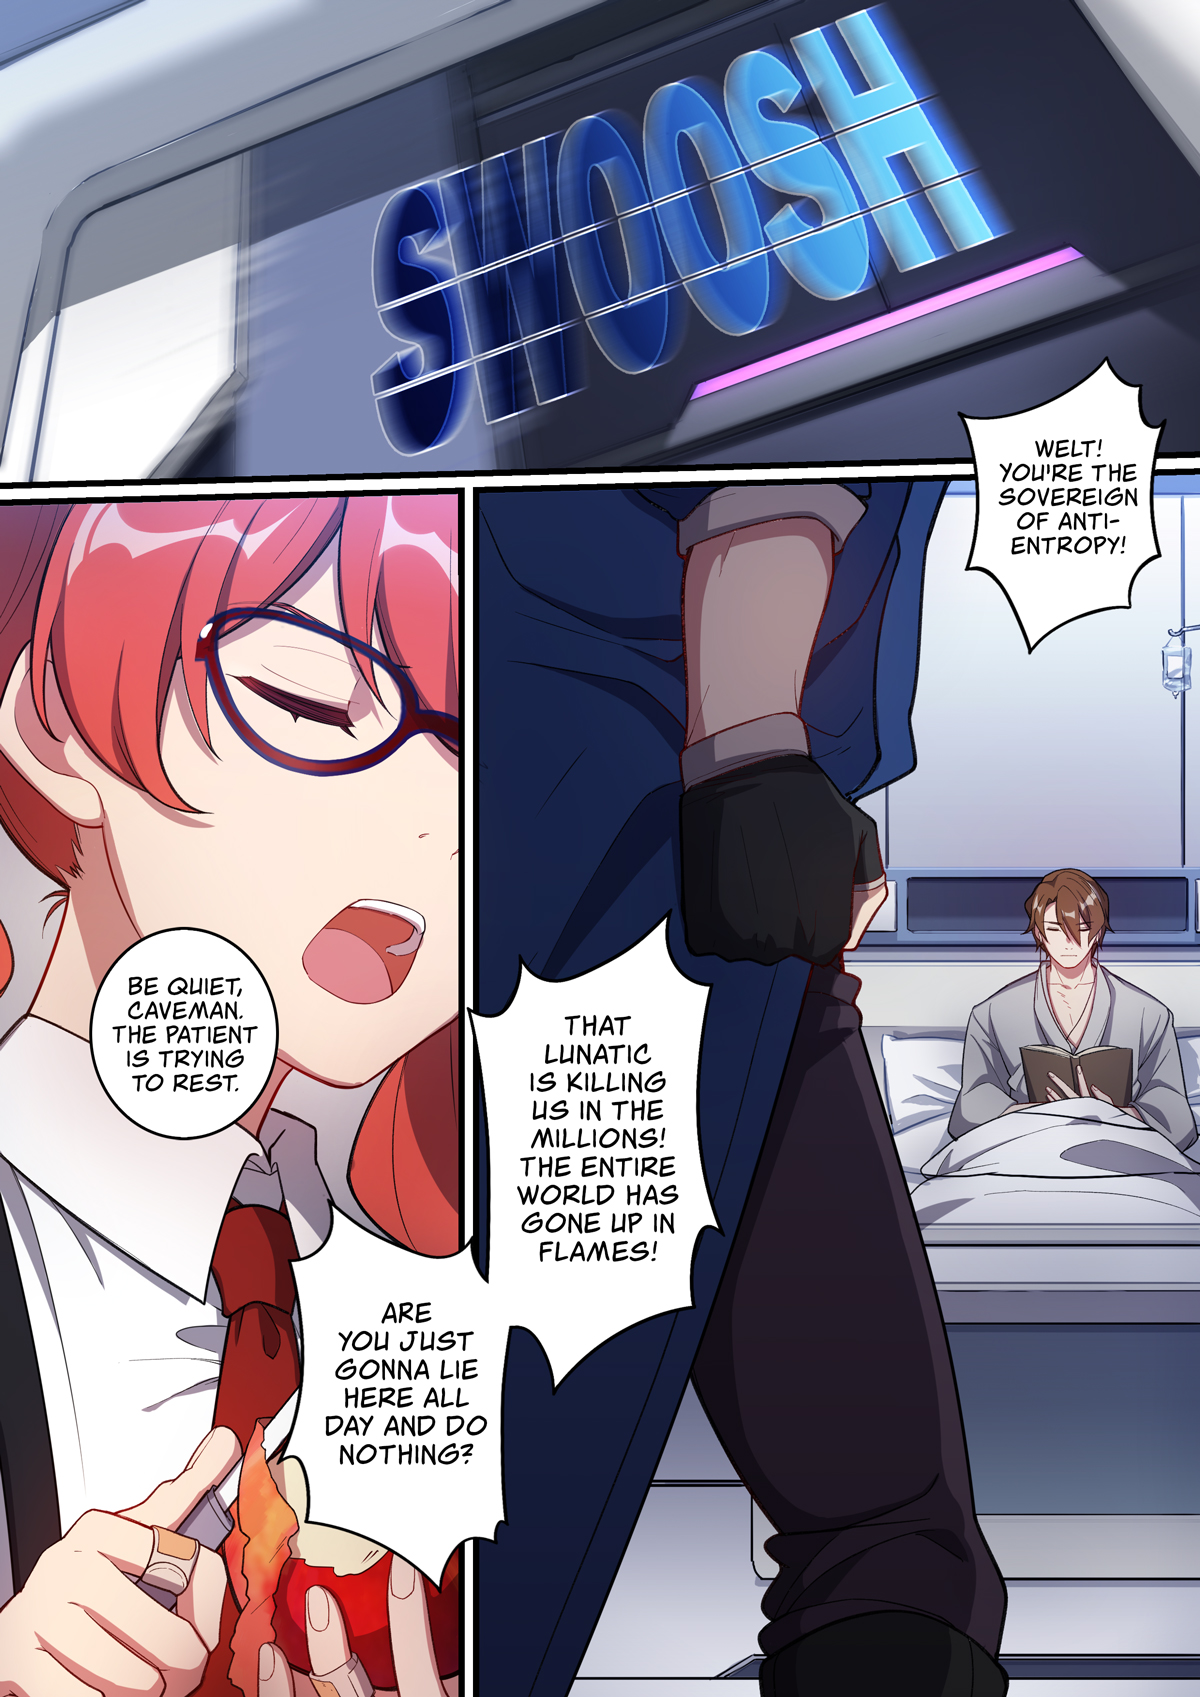 SWOOSH
WELT!
YOU'RE THE
SOVEREIGN
OF ANTI-
ENTROPY!
THAT
LUNATIC
IS KILLING
US IN THE
MILLIONS!
THE ENTIRE
WORLD HAS
GONE UP IN
FLAMES!
ARE
YOU JUST
GONNA LIE
HERE ALL
DAY AND DO
NOTHING?
BE QUIET,
CAVEMAN.
THE PATIENT
IS TRYING
TO REST.